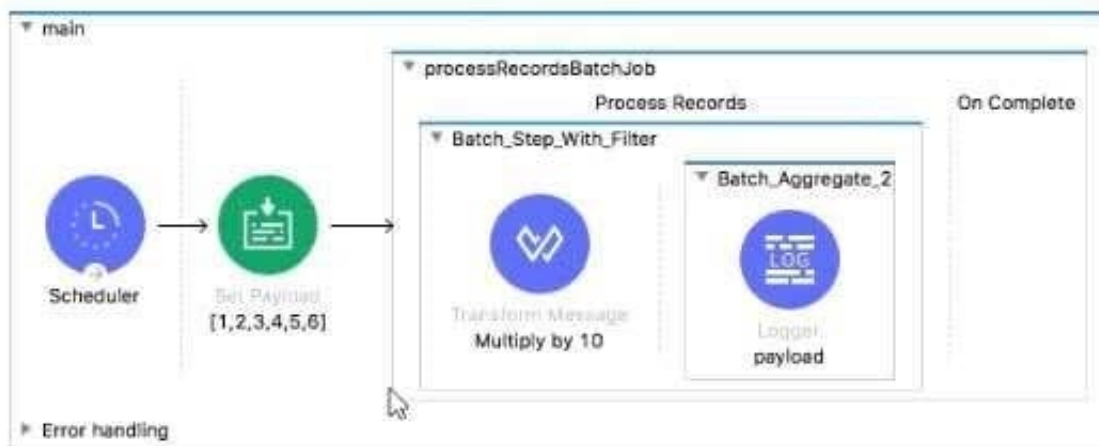 main
processRecordsBatchJob
Process Records
On Complete
Batch_Step_With_Filter
Batch_Aggregate_2
LOG
Scheduler
Set Payload
[1,2,3,4,5,6]
Transform Message
Multiply by 10
Logger
payload
Error handling